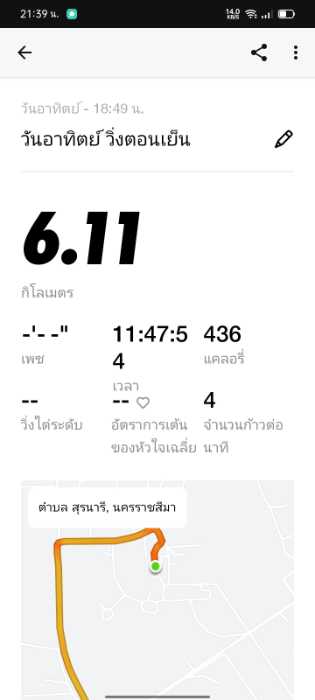 21:39 น.
14.0 KB/S
วันอาทิตย์ - 18:49 น.
วันอาทิตย์ วิ่งตอนเย็น
6.11
กิโลเมตร
-'- -" 11:47:5 436
เพซ 4 แคลอรี่
เวลา
-- -- 4
วิ่งไต่ระดับ อัตราการเต้น จำนวนก้าวต่อ
ของหัวใจเฉลี่ย นาที
ตำบล สุรนารี, นครราชสีมา